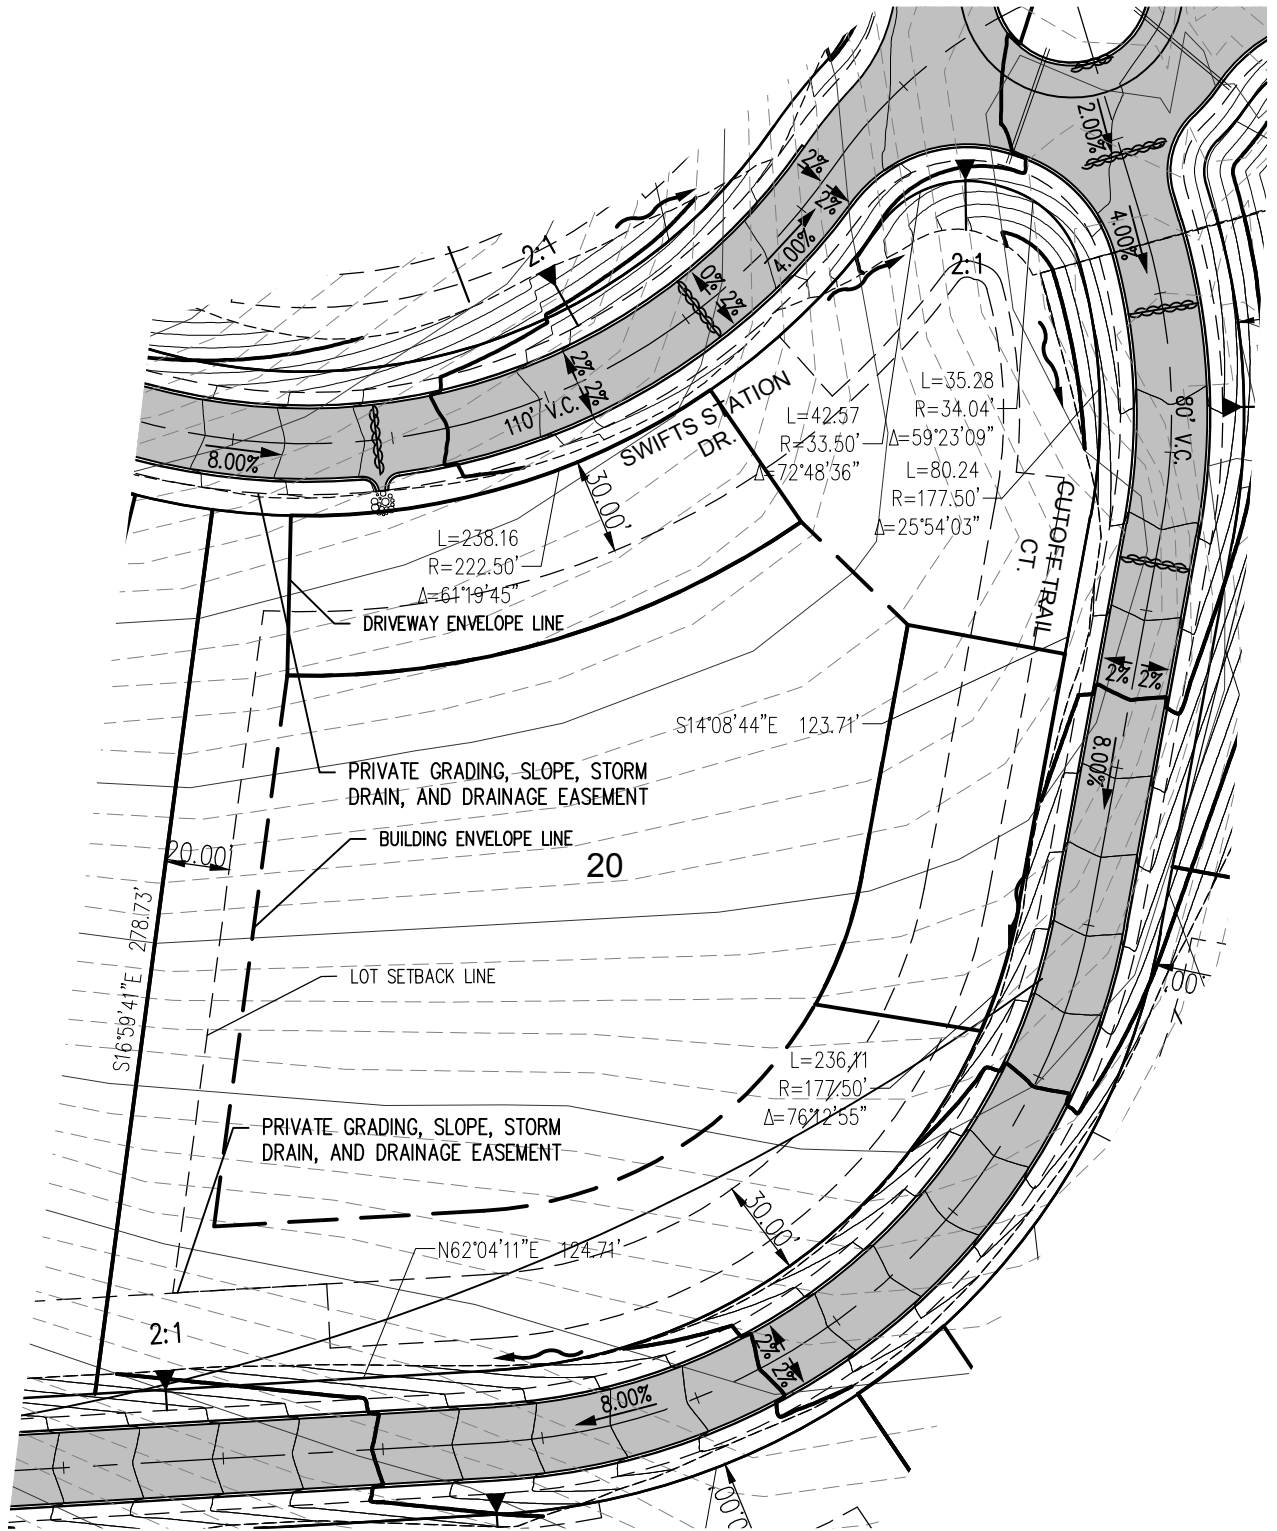 2.00%
2%
2%
4.00%
4.00%
2:1
2:1
0%
2%
L=35.28
R=34.04'
Δ=59°23'09"
80' V.C.
2%
2%
110' V.C.
SWIFTS STATION
DR.
L=42.57
R=33.50'
Δ=72°48'36"
8.00%
L=80.24
R=177.50'
Δ=25°54'03"
30.00'
CUTOFF TRAIL
CT.
L=238.16
R=222.50'
Δ=61°19'45"
DRIVEWAY ENVELOPE LINE
2%
2%
S14°08'44"E 123.71'
8.00%
PRIVATE GRADING, SLOPE, STORM
DRAIN, AND DRAINAGE EASEMENT
BUILDING ENVELOPE LINE
20.00'
20
S16°59'41"E 278.73'
LOT SETBACK LINE
.00'
L=236.11
R=177.50'
Δ=76°12'55"
PRIVATE GRADING, SLOPE, STORM
DRAIN, AND DRAINAGE EASEMENT
30.00'
N62°04'11"E 124.71'
2:1
2%
2%
8.00%